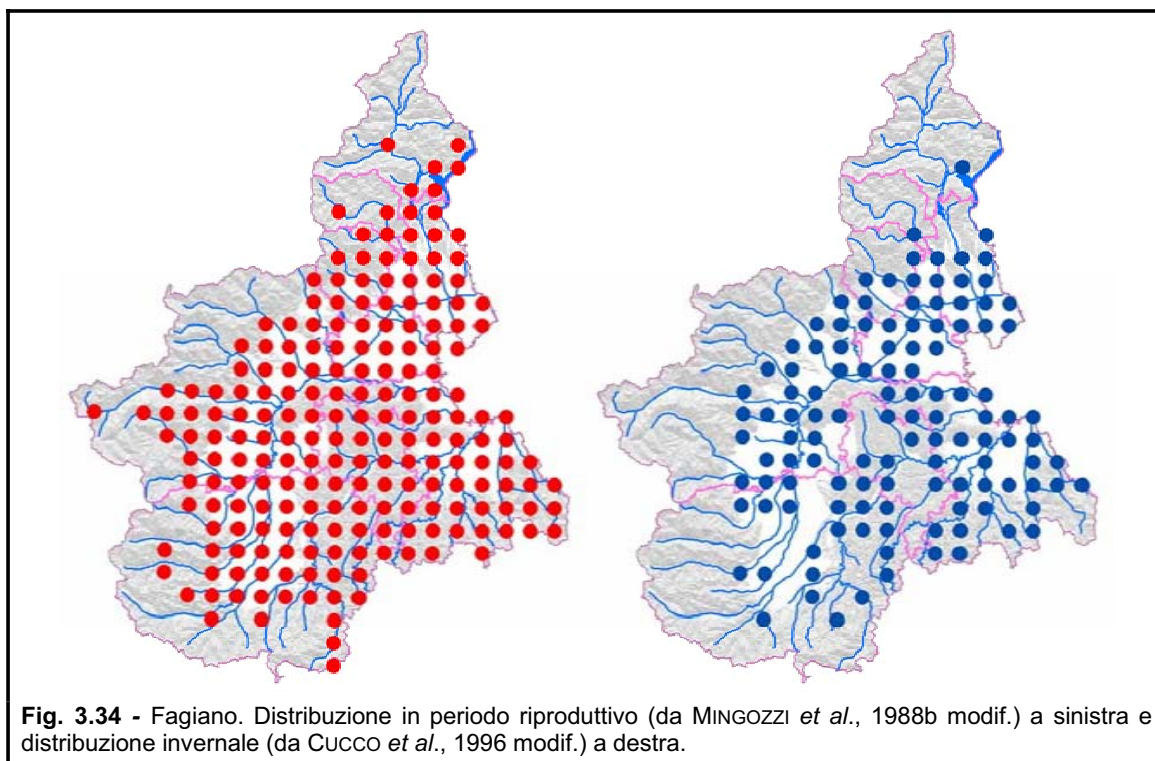 Fig. 3.34 - Fagiano. Distribuzione in periodo riproduttivo (da MINGOZZI et al., 1988b modif.) a sinistra e
distribuzione invernale (da CUCCO et al., 1996 modif.) a destra.